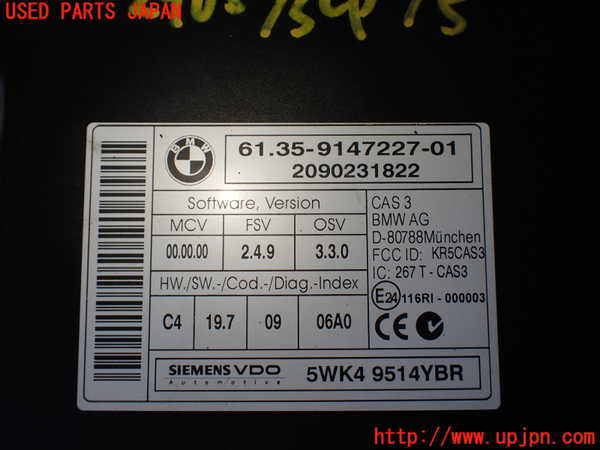 USED PARTS JAPAN
BMW
61.35-9147227-01
2090231822
Software, Version
MCV FSV OSV
00.00.00 2.4.9 3.3.0
HW./SW.-/Cod.-/Diag.-Index
C4 19.7 09 06A0
CAS 3
BMW AG
D-80788München
FCC ID: KR5CAS3
IC: 267 T - CAS3
E24 116RI - 000003
CE
SIEMENS VDO
Automotive
5WK4 9514YBR
http://www.upjpn.com/